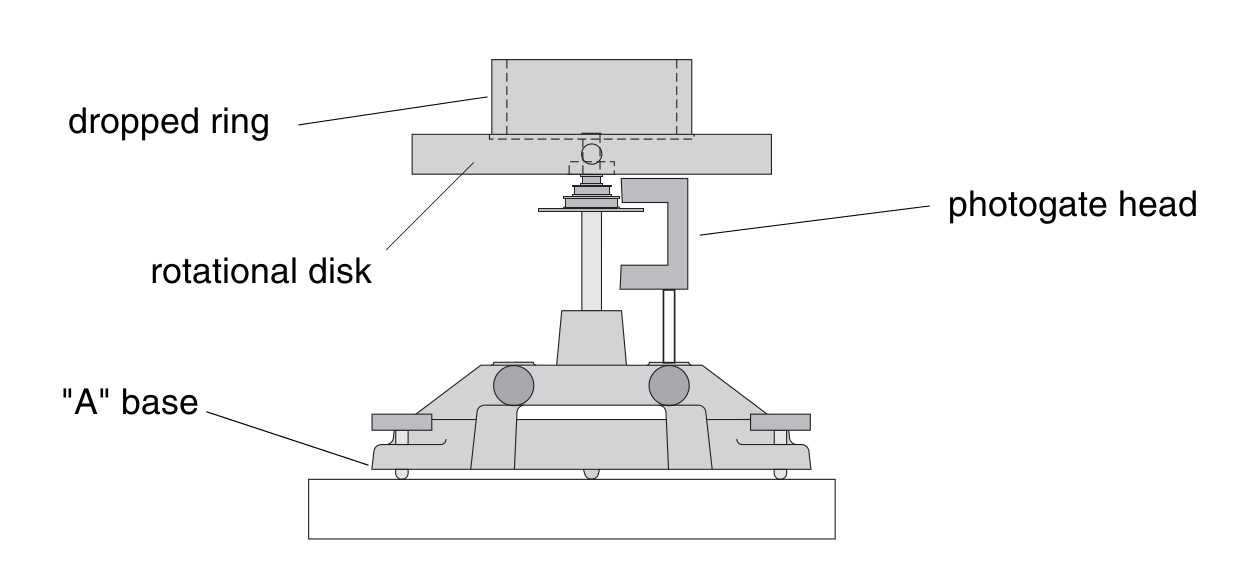 dropped ring
photogate head
rotational disk
"A" base